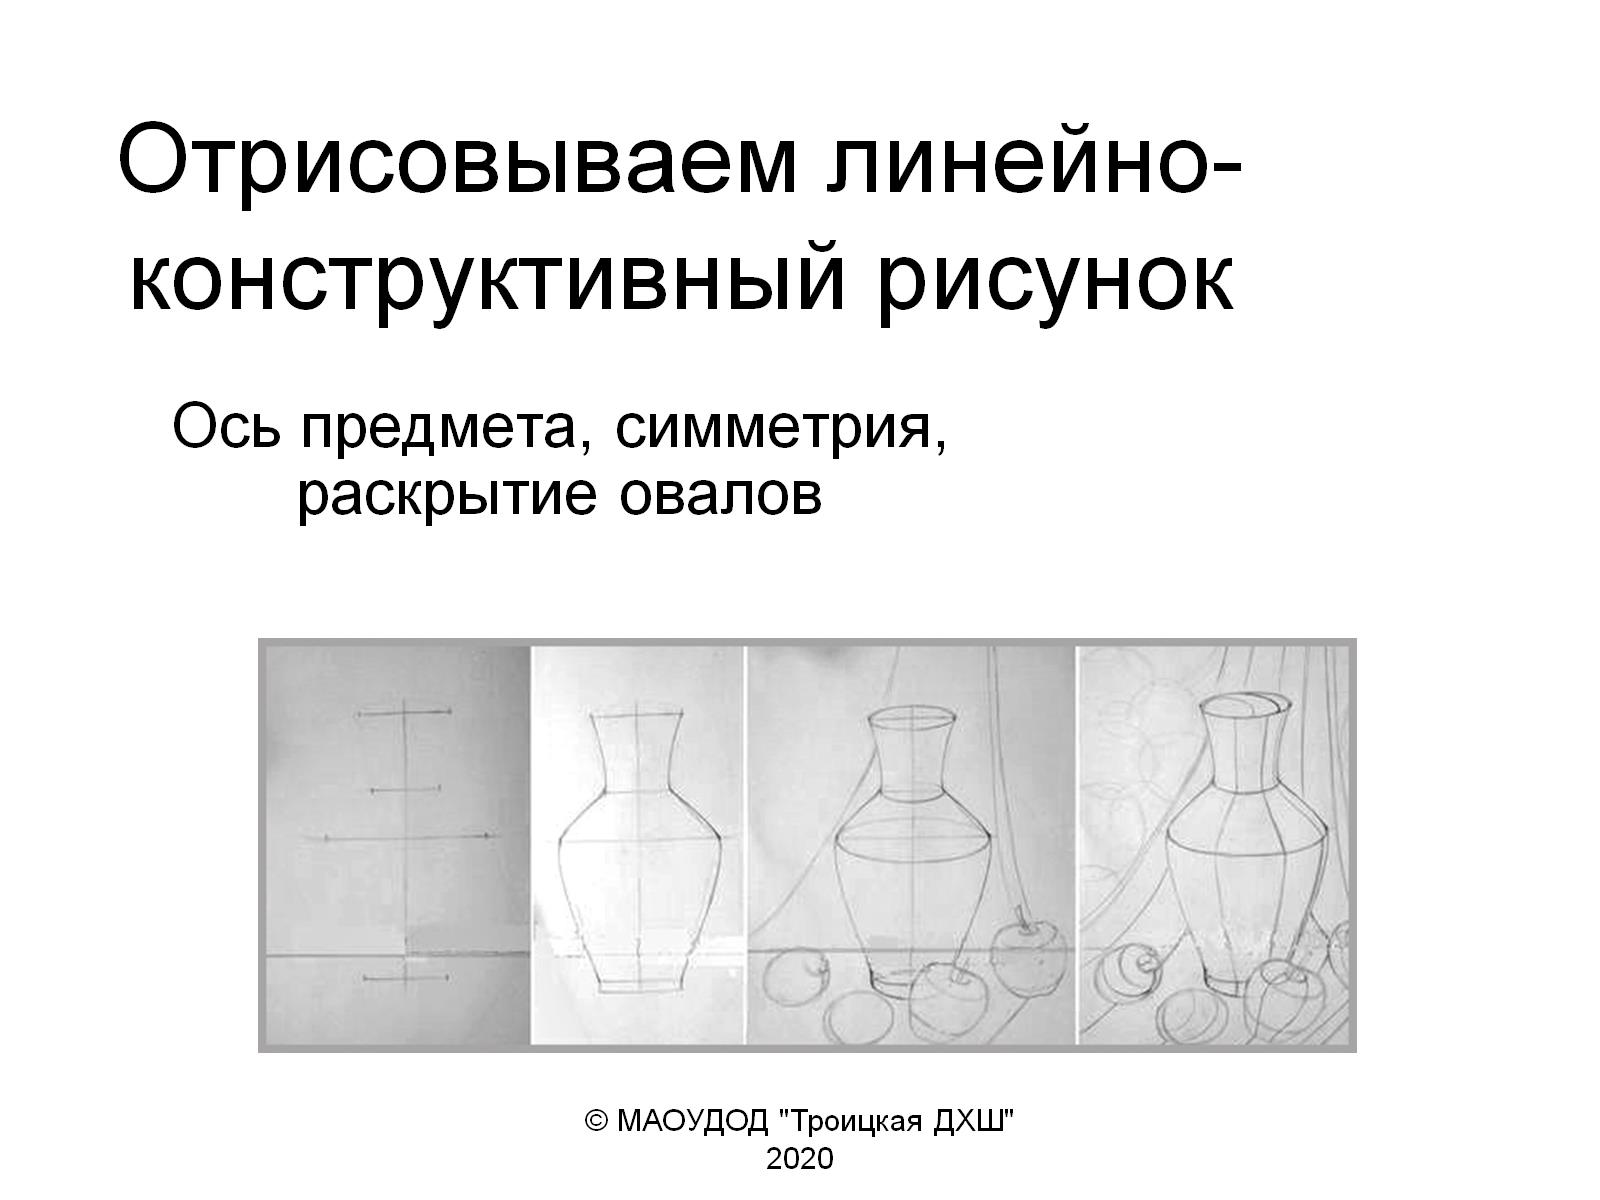 Отрисовываем линейно-
конструктивный рисунок
Ось предмета, симметрия,
раскрытие овалов
© МАОУДОД "Троицкая ДХШ"
2020